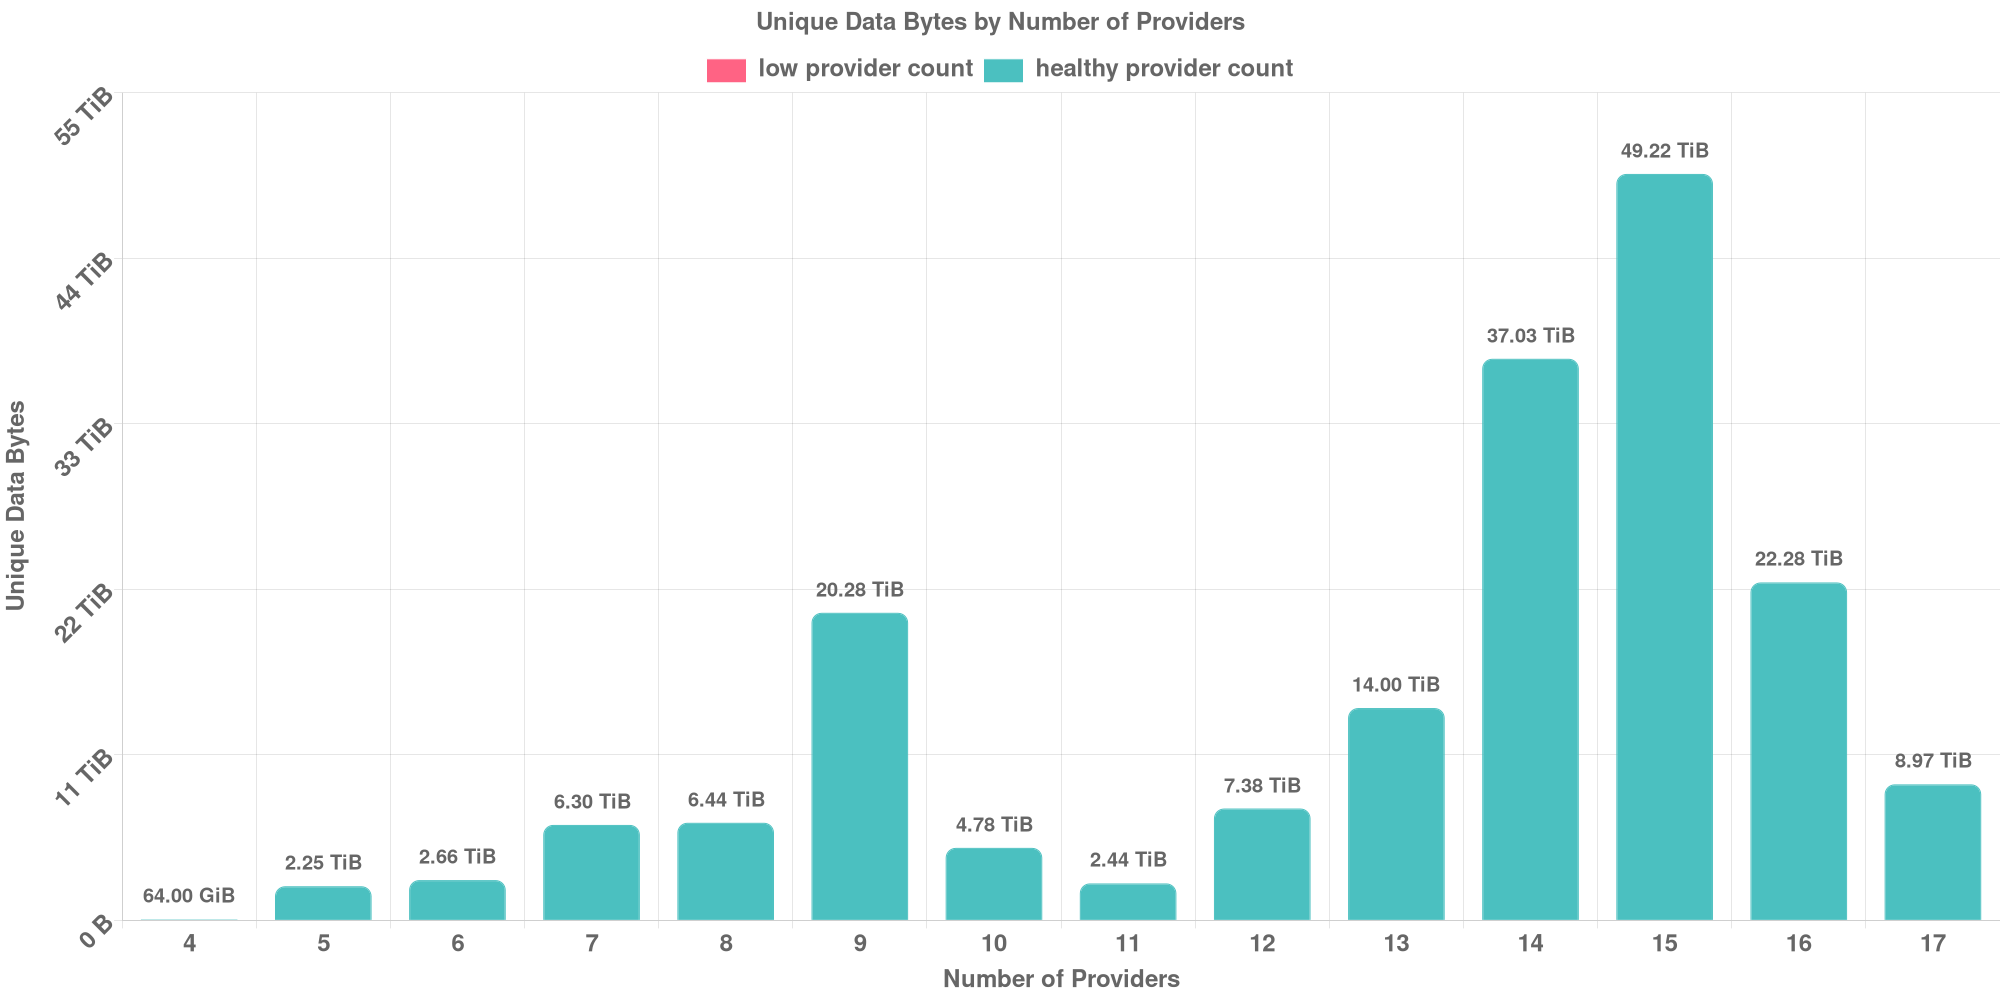 Unique Data Bytes by Number of Providers
low provider count healthy provider count
55 TiB
44 TiB
33 TiB
22 TiB
11 TiB
0 B
Unique Data Bytes
64.00 GiB
2.25 TiB
2.66 TiB
6.30 TiB
6.44 TiB
20.28 TiB
4.78 TiB
2.44 TiB
7.38 TiB
14.00 TiB
37.03 TiB
49.22 TiB
22.28 TiB
8.97 TiB
4 5 6 7 8 9 10 11 12 13 14 15 16 17
Number of Providers